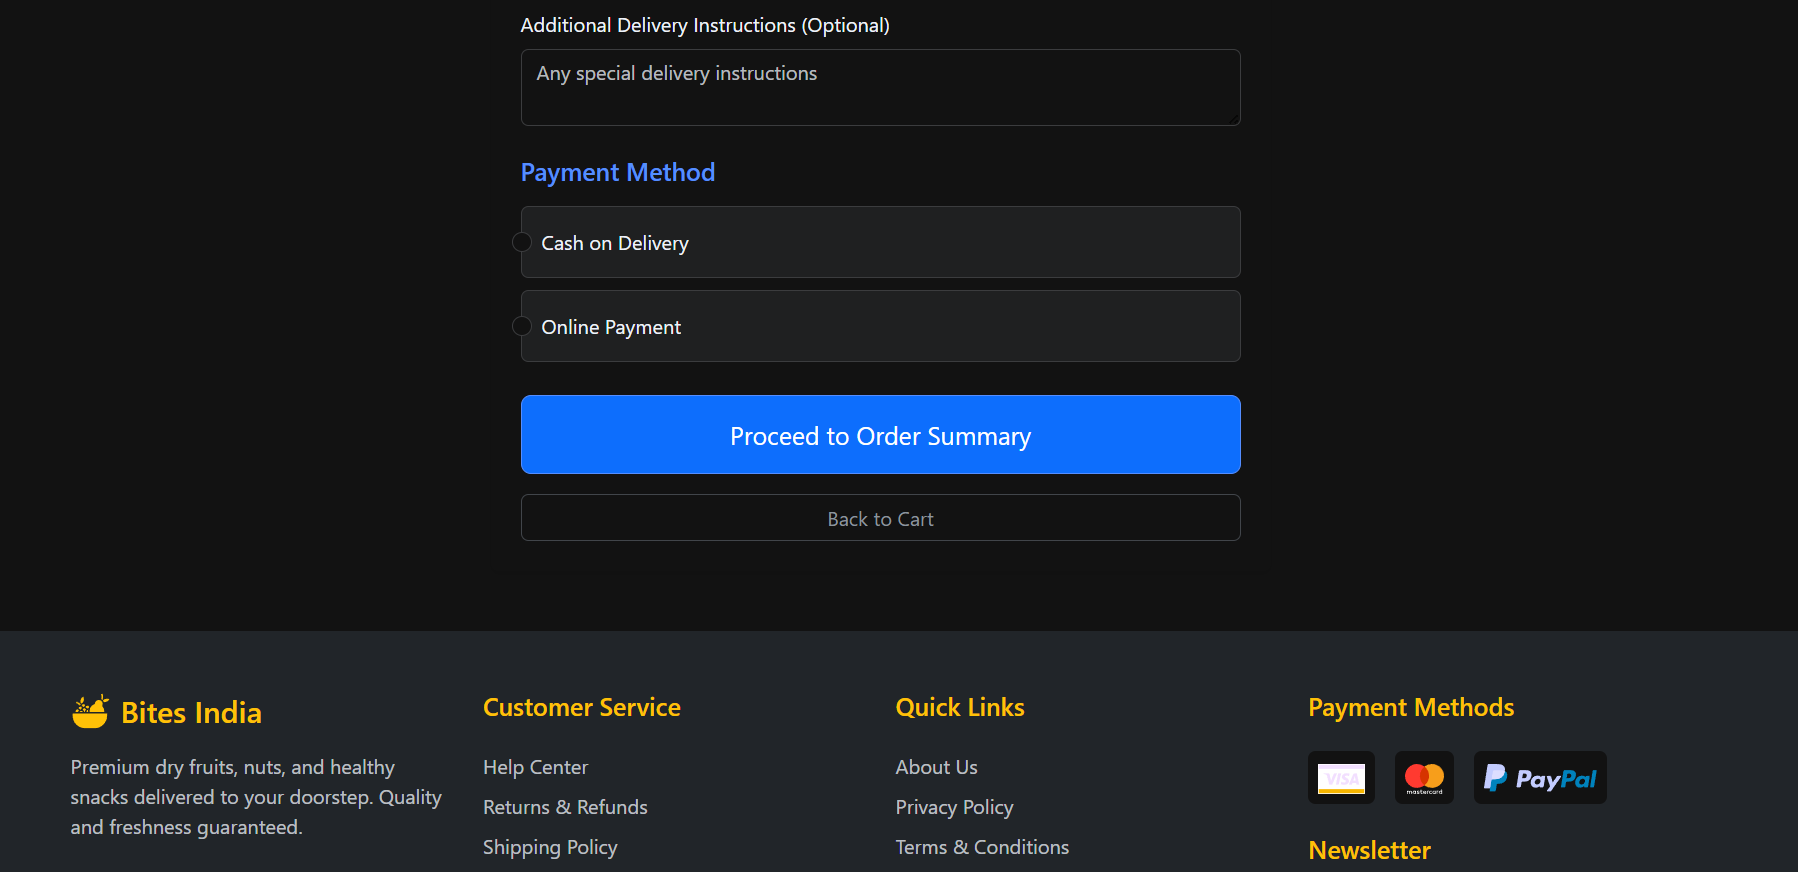 Additional Delivery Instructions (Optional)
Any special delivery instructions
Payment Method
Cash on Delivery
Online Payment
Proceed to Order Summary
Back to Cart
Bites India
Premium dry fruits, nuts, and healthy
snacks delivered to your doorstep. Quality
and freshness guaranteed.
Customer Service
Help Center
Returns & Refunds
Shipping Policy
Quick Links
About Us
Privacy Policy
Terms & Conditions
Payment Methods
VISA
mastercard
PayPal
Newsletter